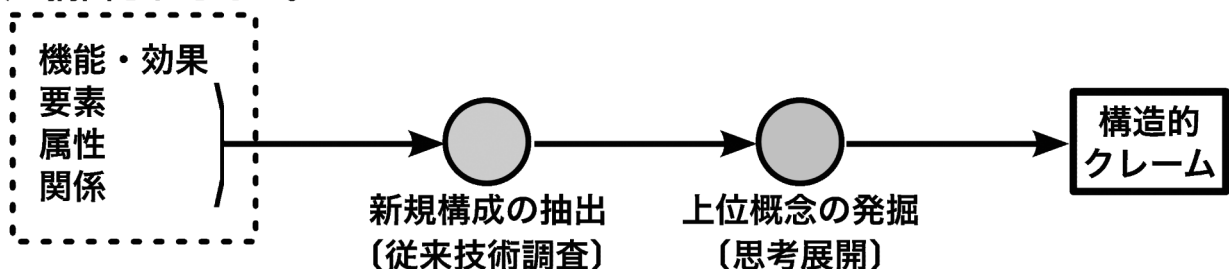 機能・効果
要素
属性
関係
新規構成の抽出
〔従来技術調査〕
上位概念の発掘
〔思考展開〕
構造的
クレーム